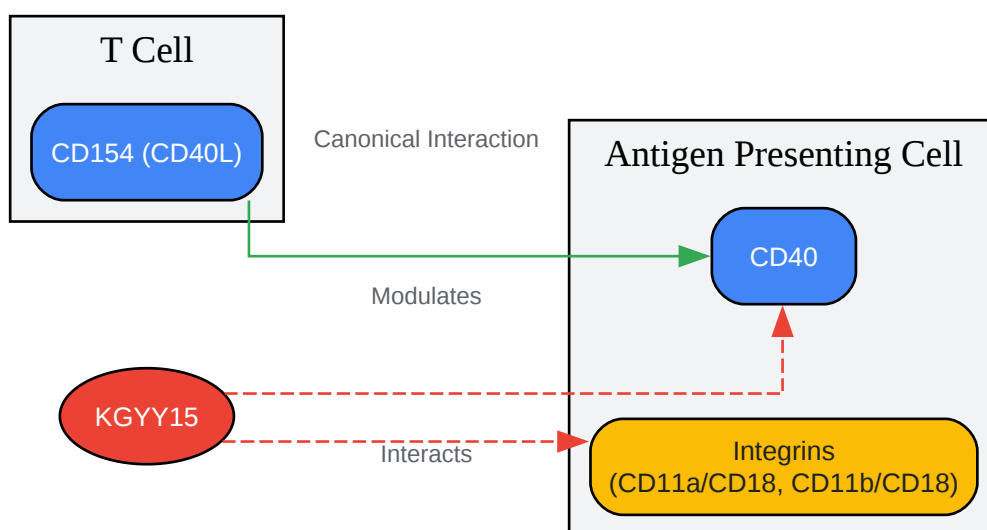 T Cell
CD154 (CD40L)
Canonical Interaction
Antigen Presenting Cell
CD40
Modulates
KGYY15
Interacts
Integrins
(CD11a/CD18, CD11b/CD18)